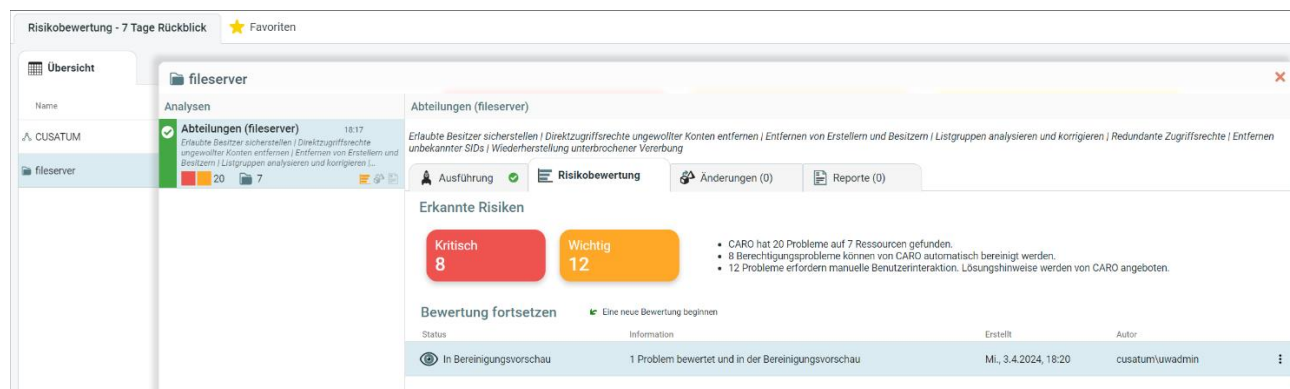 Risikobewertung - 7 Tage Rückblick
Favoriten
Übersicht
Name
CUSATUM
fileserver
fileserver
Analysen
Abteilungen (fileserver) 18:17
Erlaubte Besitzer sicherstellen | Direktzugriffsrechte
ungewollter Konten entfernen | Entfernen von Erstellern und
Besitzern | Listgruppen analysieren und korrigieren |...
20 7
Abteilungen (fileserver)
Erlaubte Besitzer sicherstellen | Direktzugriffsrechte ungewollter Konten entfernen | Entfernen von Erstellern und Besitzern | Listgruppen analysieren und korrigieren | Redundante Zugriffsrechte | Entfernen
unbekannter SIDs | Wiederherstellung unterbrochener Vererbung
Ausführung
Risikobewertung
Änderungen (0)
Reporte (0)
Erkannte Risiken
Kritisch
8
Wichtig
12
• CARO hat 20 Probleme auf 7 Ressourcen gefunden.
• 8 Berechtigungsprobleme können von CARO automatisch bereinigt werden.
• 12 Probleme erfordern manuelle Benutzerinteraktion. Lösungshinweise werden von CARO angeboten.
Bewertung fortsetzen
Eine neue Bewertung beginnen
Status Information Erstellt Autor
In Bereinigungsvorschau 1 Problem bewertet und in der Bereinigungsvorschau Mi., 3.4.2024, 18:20 cusatum\uwadmin